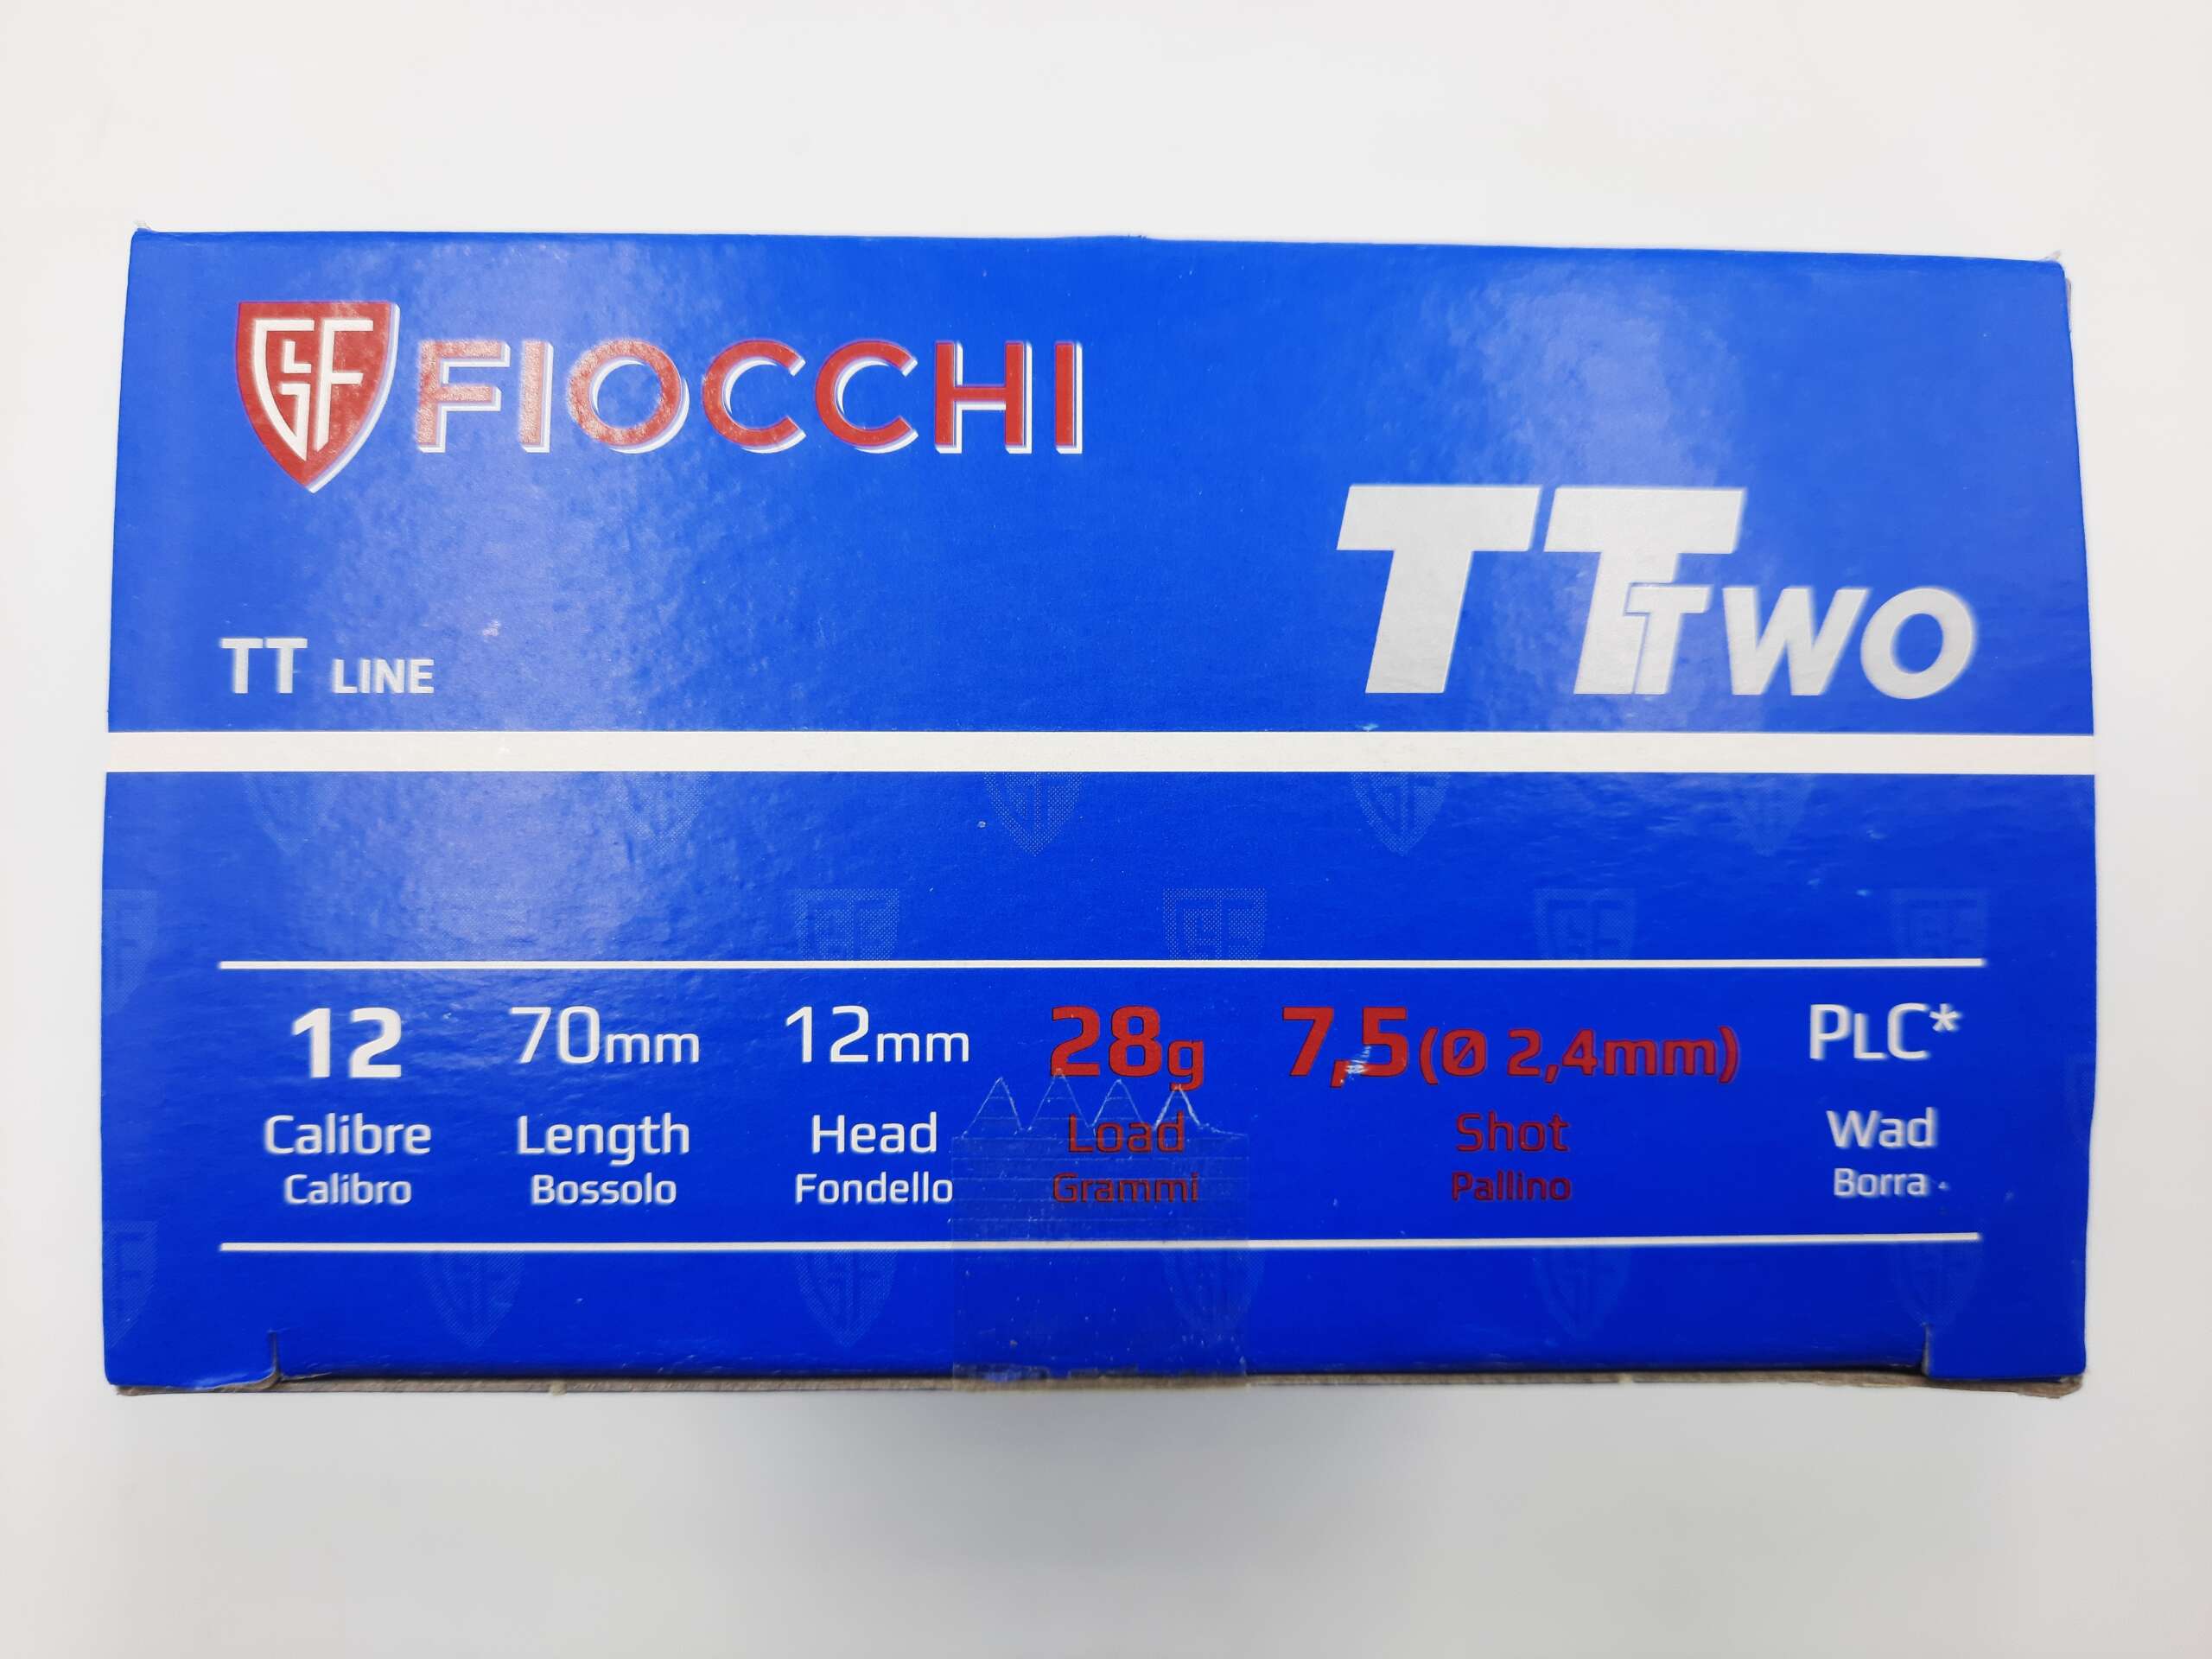 GF FIOCCHI
TT TWO
TT LINE
12 70mm 12mm 28g 7,5 (Ø 2,4mm) PLC*
Calibre Length Head Load Shot Wad
Calibro Bossolo Fondello Grammi Pallino Borra